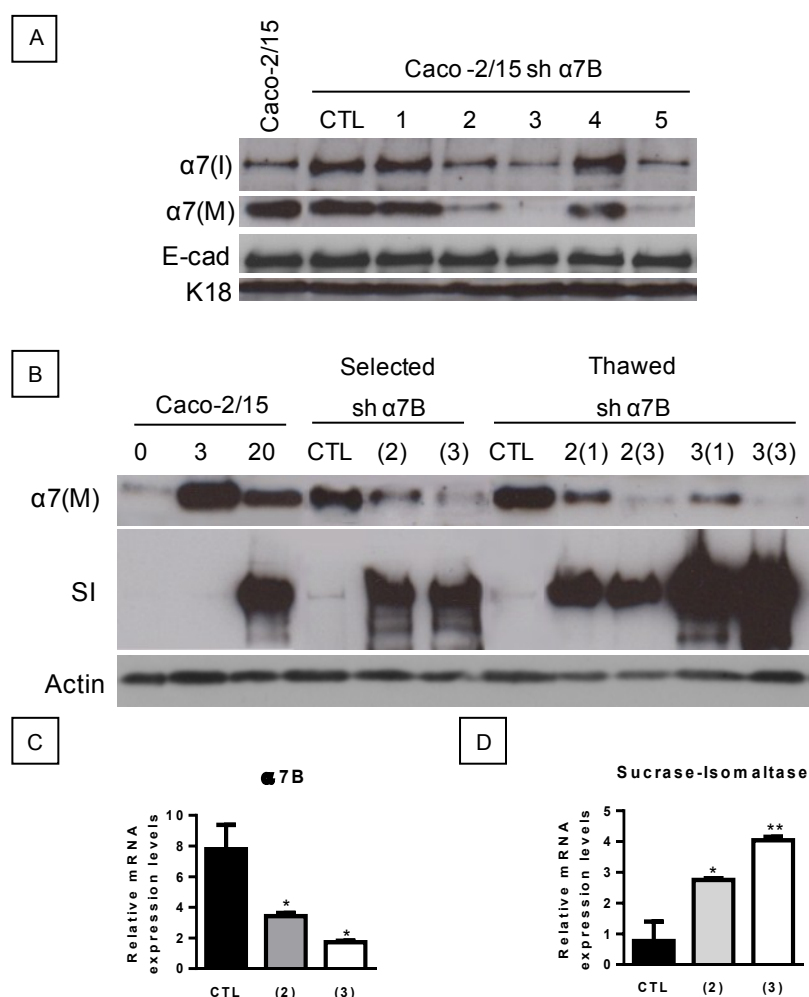 A
Caco-2/15
Caco -2/15 sh α7B
CTL 1 2 3 4 5
α7(I)
α7(M)
E-cad
K18
B
Selected Thawed
Caco-2/15 sh α7B sh α7B
0 3 20 CTL (2) (3) CTL 2(1) 2(3) 3(1) 3(3)
α7(M)
SI
Actin
C
α 7B
Relative mRNA
expression levels
10
8
6
4
2
0
* *
CTL (2) (3)
D
Sucrase-Isomaltase
Relative mRNA
expression levels
5
4
3
2
1
0
* **
CTL (2) (3)